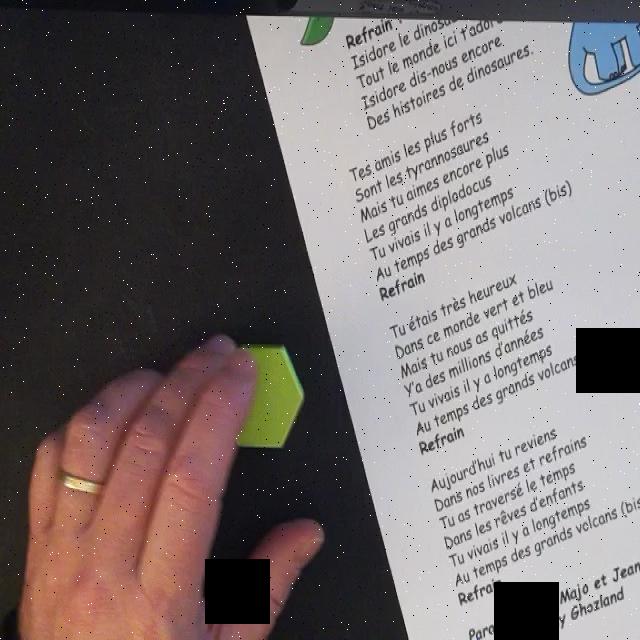 Refrain
Isidore le dinosau
Tout le monde ici t'adore
Isidore dis-nous encore
Des histoires de dinosaures.
Tes amis les plus forts
Sont les tyrannosaures
Mais tu aimes encore plus
Les grands diplodocus
Tu vivais il y a longtemps
Au temps des grands volcans (bis)
Refrain
Tu étais très heureux
Dans ce monde vert et bleu
Mais tu nous as quittés
Y'a des millions d'années
Tu vivais il y a longtemps
Au temps des grands volcans
Refrain
Aujourd'hui tu reviens
Dans nos livres et refrains
Tu as traversé le temps
Dans les rêves d'enfants
Tu vivais il y a longtemps
Au temps des grands volcans (bis
Refrain
Majo et Jean
Paro y Ghozland